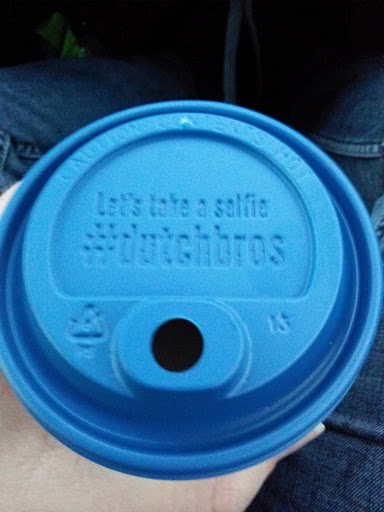 CAUTION CONTENTS HOT
Let's take a selfie
#dutchbros
13